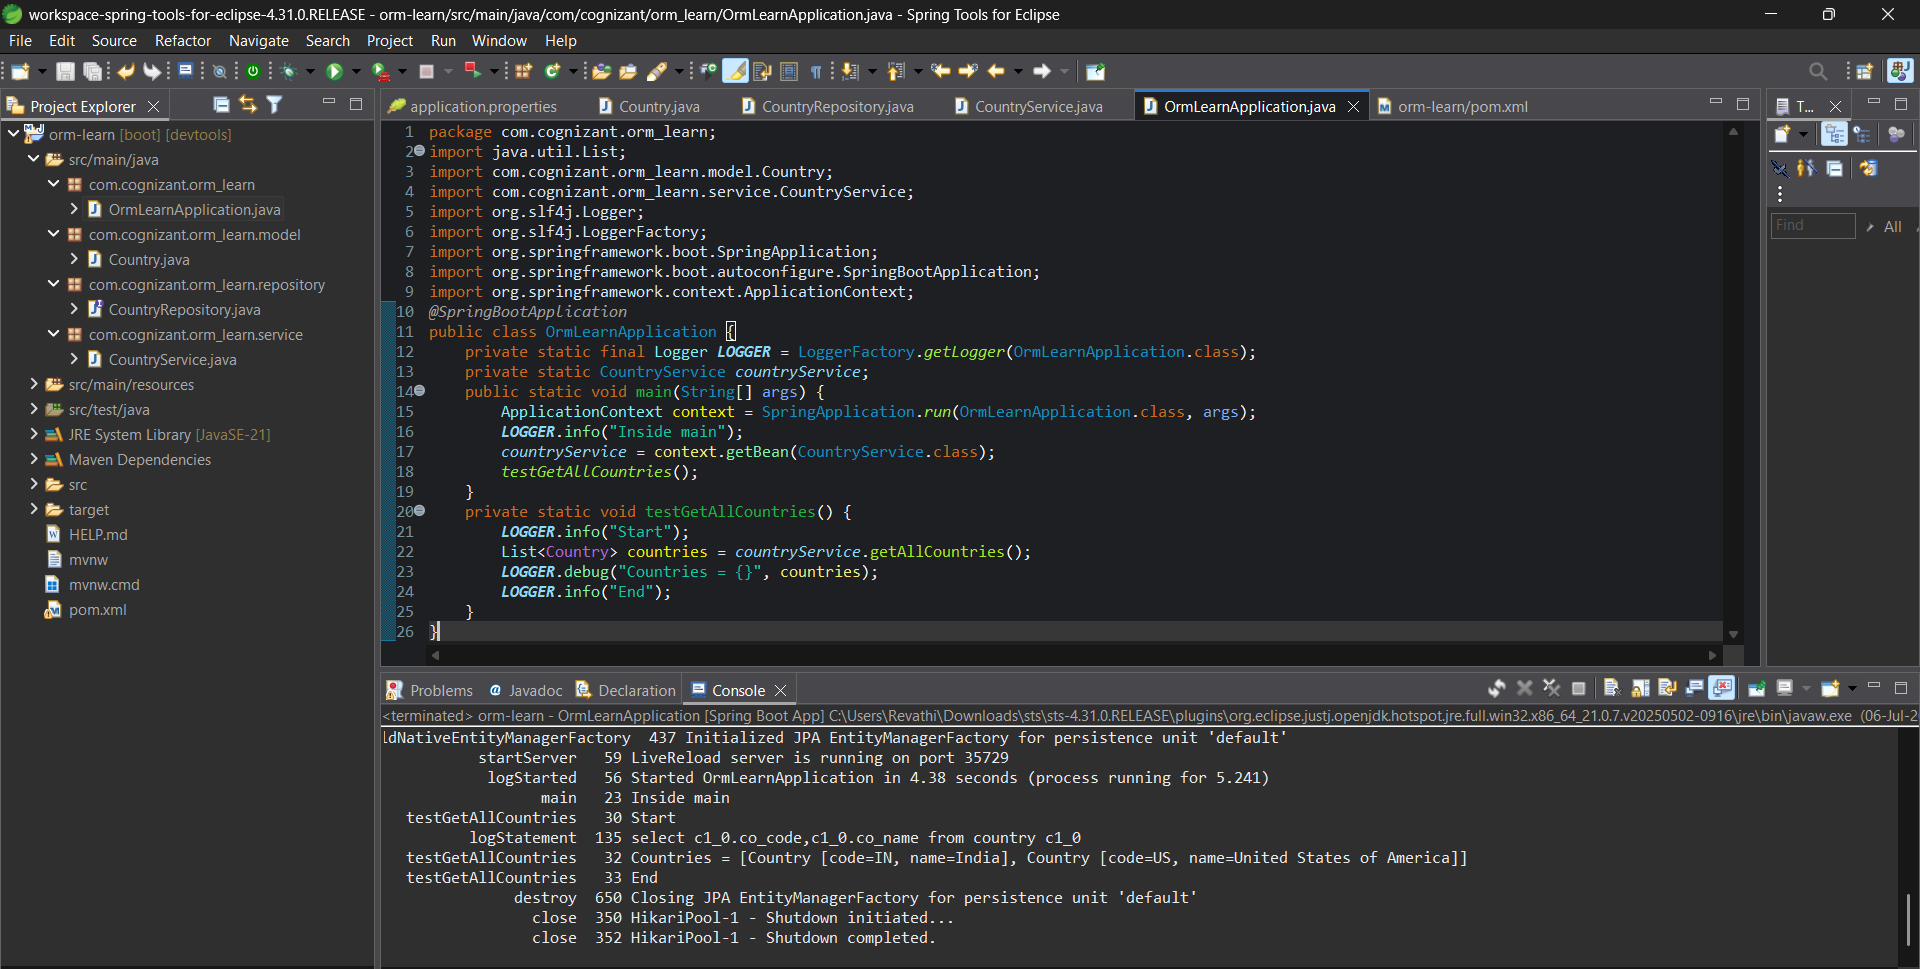 workspace-spring-tools-for-eclipse-4.31.0.RELEASE - orm-learn/src/main/java/com/cognizant/orm_learn/OrmLearnApplication.java - Spring Tools for Eclipse
File Edit Source Refactor Navigate Search Project Run Window Help
Project Explorer
orm-learn [boot] [devtools]
src/main/java
com.cognizant.orm_learn
OrmLearnApplication.java
com.cognizant.orm_learn.model
Country.java
com.cognizant.orm_learn.repository
CountryRepository.java
com.cognizant.orm_learn.service
CountryService.java
src/main/resources
src/test/java
JRE System Library [JavaSE-21]
Maven Dependencies
src
target
HELP.md
mvnw
mvnw.cmd
pom.xml
application.properties Country.java CountryRepository.java CountryService.java OrmLearnApplication.java orm-learn/pom.xml
1 package com.cognizant.orm_learn;
2 import java.util.List;
3 import com.cognizant.orm_learn.model.Country;
4 import com.cognizant.orm_learn.service.CountryService;
5 import org.slf4j.Logger;
6 import org.slf4j.LoggerFactory;
7 import org.springframework.boot.SpringApplication;
8 import org.springframework.boot.autoconfigure.SpringBootApplication;
9 import org.springframework.context.ApplicationContext;
10 @SpringBootApplication
11 public class OrmLearnApplication {
12 private static final Logger LOGGER = LoggerFactory.getLogger(OrmLearnApplication.class);
13 private static CountryService countryService;
14 public static void main(String[] args) {
15 ApplicationContext context = SpringApplication.run(OrmLearnApplication.class, args);
16 LOGGER.info("Inside main");
17 countryService = context.getBean(CountryService.class);
18 testGetAllCountries();
19 }
20 private static void testGetAllCountries() {
21 LOGGER.info("Start");
22 List<Country> countries = countryService.getAllCountries();
23 LOGGER.debug("Countries = {}", countries);
24 LOGGER.info("End");
25 }
26 }
T...
Find All
Problems @ Javadoc Declaration Console
<terminated> orm-learn - OrmLearnApplication [Spring Boot App] C:\Users\Revathi\Downloads\sts\sts-4.31.0.RELEASE\plugins\org.eclipse.justj.openjdk.hotspot.jre.full.win32.x86_64_21.0.7.v20250502-0916\jre\bin\javaw.exe (06-Jul-2
ldNativeEntityManagerFactory 437 Initialized JPA EntityManagerFactory for persistence unit 'default'
startServer 59 LiveReload server is running on port 35729
logStarted 56 Started OrmLearnApplication in 4.38 seconds (process running for 5.241)
main 23 Inside main
testGetAllCountries 30 Start
logStatement 135 select c1_0.co_code,c1_0.co_name from country c1_0
testGetAllCountries 32 Countries = [Country [code=IN, name=India], Country [code=US, name=United States of America]]
testGetAllCountries 33 End
destroy 650 Closing JPA EntityManagerFactory for persistence unit 'default'
close 350 HikariPool-1 - Shutdown initiated...
close 352 HikariPool-1 - Shutdown completed.